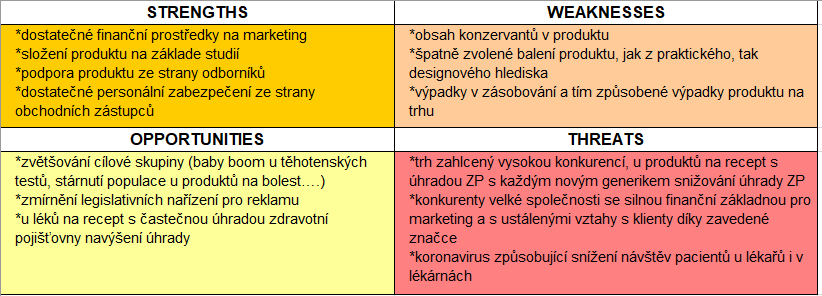 STRENGTHS
*dostatečné finanční prostředky na marketing
*složení produktu na základe studií
*podpora produktu ze strany odborníků
*dostatečné personální zabezpečení ze strany
obchodních zástupců
WEAKNESSES
*obsah konzervantů v produktu
*špatně zvolené balení produktu, jak z praktického, tak
designového hlediska
*výpadky v zásobování a tím způsobené výpadky produktu na
trhu
OPPORTUNITIES
*zvětšování cílové skupiny (baby boom u těhotenských
testů, stárnutí populace u produktů na bolest….)
*zmírnění legislativních nařízení pro reklamu
*u léků na recept s častečnou úhradou zdravotní
pojišťovny navýšení úhrady
THREATS
*trh zahlcený vysokou konkurencí, u produktů na recept s
úhradou ZP s každým novým generikem snižování úhrady ZP
*konkurenty velké společnosti se silnou finanční základnou pro
marketing a s ustálenými vztahy s klienty díky zavedené
značce
*koronavirus způsobující snížení návštěv pacientů u lékařů i v
lékárnách